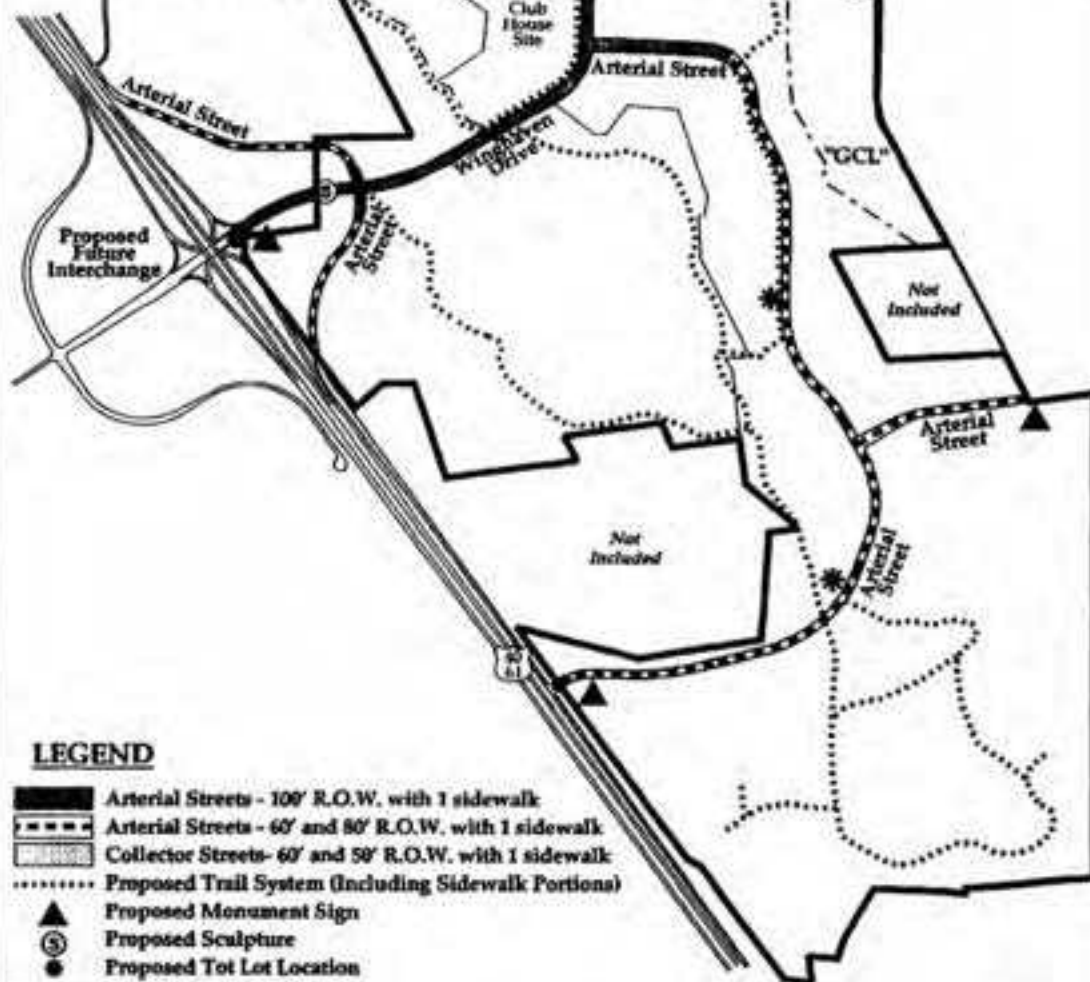 Club
House
Site
Arterial Street
Arterial Street
Winghaven
Drive
"GCL"
S
Proposed
Future
Interchange
Arterial
Street
Not
Included
Arterial
Street
Not
Included
Arterial
Street
61
LEGEND
Arterial Streets - 100' R.O.W. with 1 sidewalk
Arterial Streets - 60' and 80' R.O.W. with 1 sidewalk
Collector Streets- 60' and 50' R.O.W. with 1 sidewalk
Proposed Trail System (Including Sidewalk Portions)
Proposed Monument Sign
S Proposed Sculpture
Proposed Tot Lot Location